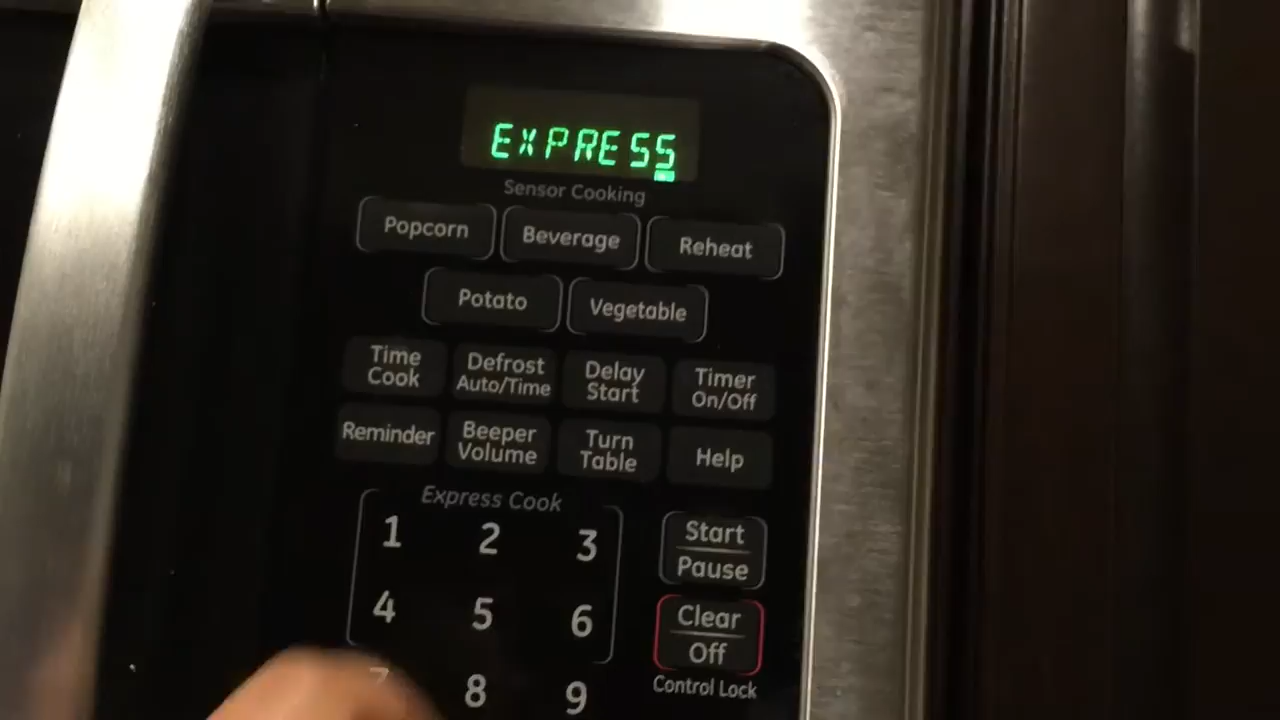 EXPRESS
Sensor Cooking
Popcorn Beverage Reheat
Potato Vegetable
Time Cook Defrost Auto/Time Delay Start Timer On/Off
Reminder Beeper Volume Turn Table Help
Express Cook
1 2 3
Start
Pause
4 5 6
Clear
Off
7 8 9
Control Lock